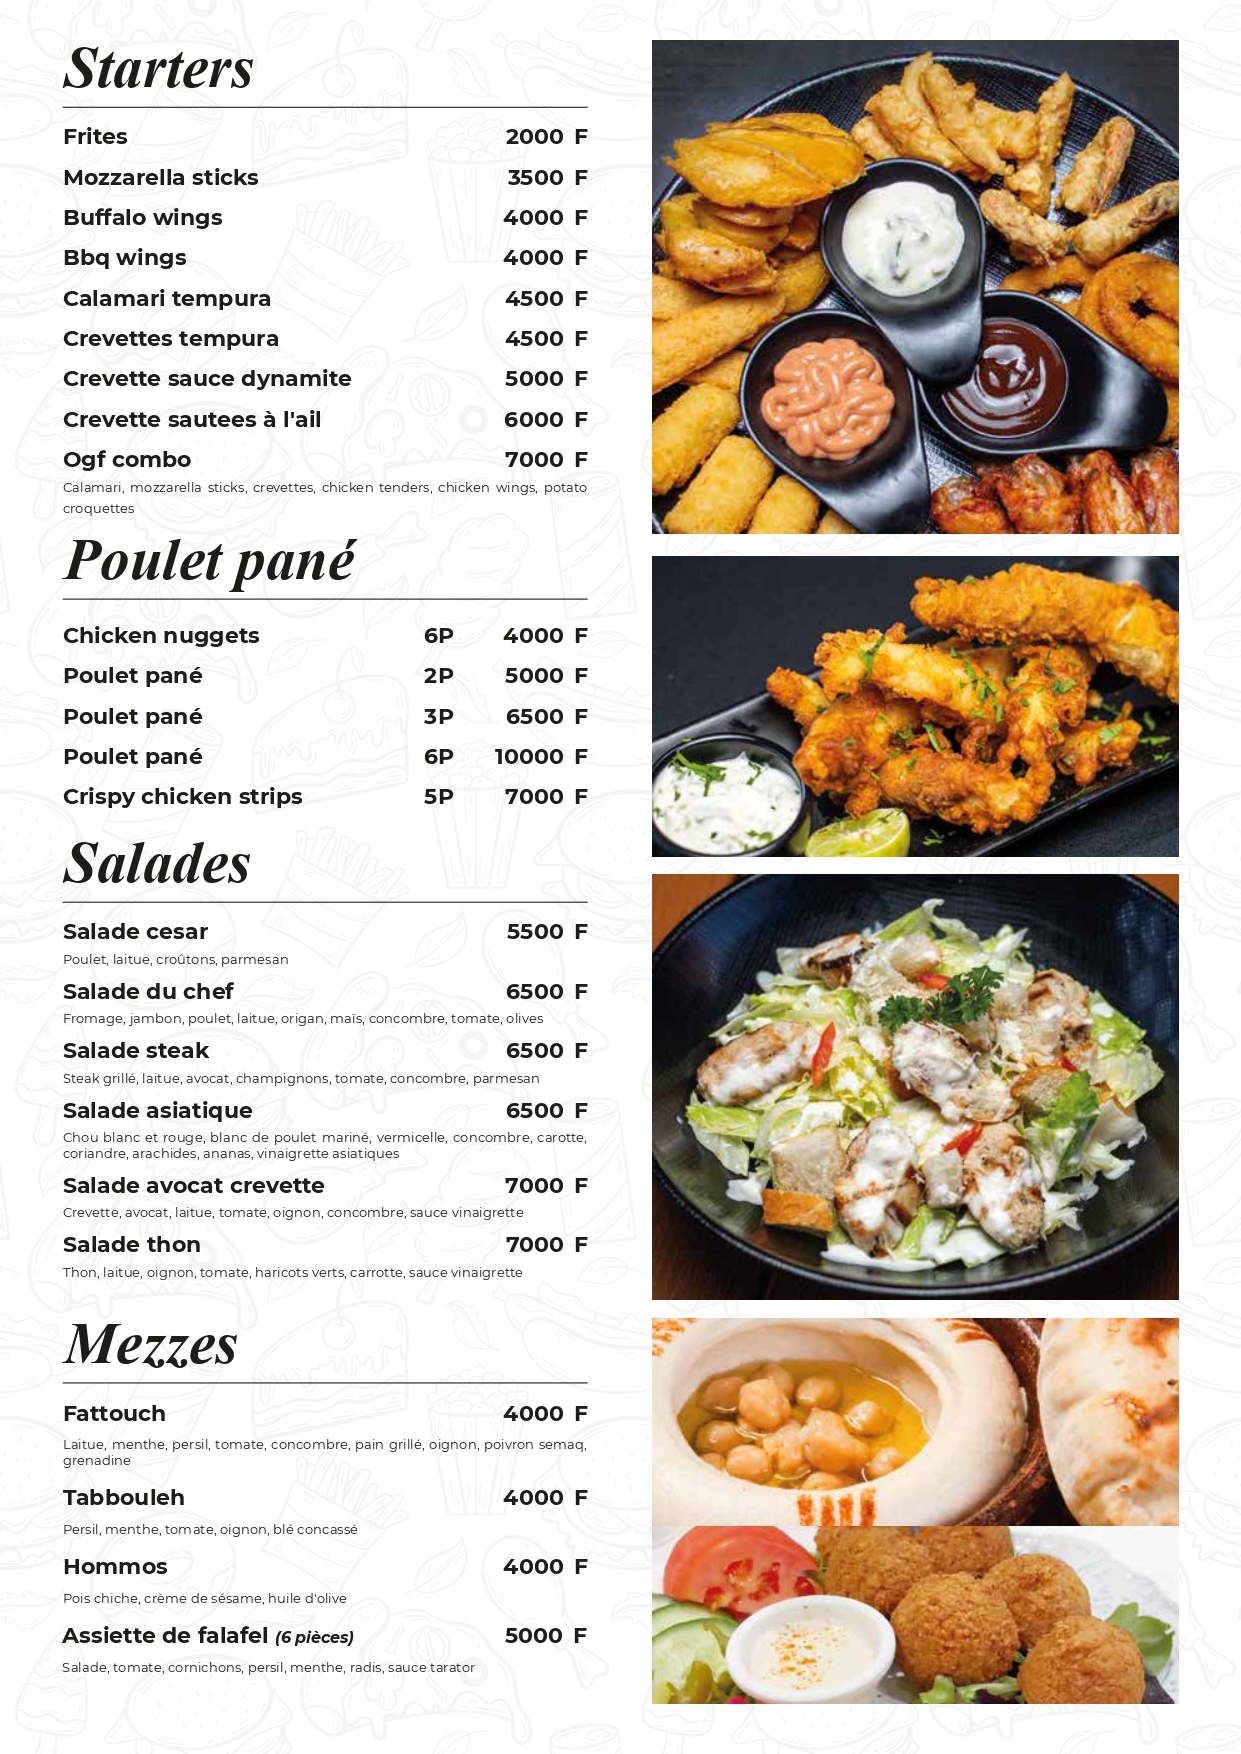 Starters
Frites 2000 F
Mozzarella sticks 3500 F
Buffalo wings 4000 F
Bbq wings 4000 F
Calamari tempura 4500 F
Crevettes tempura 4500 F
Crevette sauce dynamite 5000 F
Crevette sautees à l'ail 6000 F
Ogf combo 7000 F
Calamari, mozzarella sticks, crevettes, chicken tenders, chicken wings, potato
croquettes
Poulet pané
Chicken nuggets 6P 4000 F
Poulet pané 2P 5000 F
Poulet pané 3P 6500 F
Poulet pané 6P 10000 F
Crispy chicken strips 5P 7000 F
Salades
Salade cesar 5500 F
Poulet, laitue, croûtons, parmesan
Salade du chef 6500 F
Fromage, jambon, poulet, laitue, origan, maïs, concombre, tomate, olives
Salade steak 6500 F
Steak grillé, laitue, avocat, champignons, tomate, concombre, parmesan
Salade asiatique 6500 F
Chou blanc et rouge, blanc de poulet mariné, vermicelle, concombre, carotte,
coriandre, arachides, ananas, vinaigrette asiatiques
Salade avocat crevette 7000 F
Crevette, avocat, laitue, tomate, oignon, concombre, sauce vinaigrette
Salade thon 7000 F
Thon, laitue, oignon, tomate, haricots verts, carrotte, sauce vinaigrette
Mezzes
Fattouch 4000 F
Laitue, menthe, persil, tomate, concombre, pain grillé, oignon, poivron semaq,
grenadine
Tabbouleh 4000 F
Persil, menthe, tomate, oignon, blé concassé
Hommos 4000 F
Pois chiche, crème de sésame, huile d'olive
Assiette de falafel (6 pièces) 5000 F
Salade, tomate, cornichons, persil, menthe, radis, sauce tarator